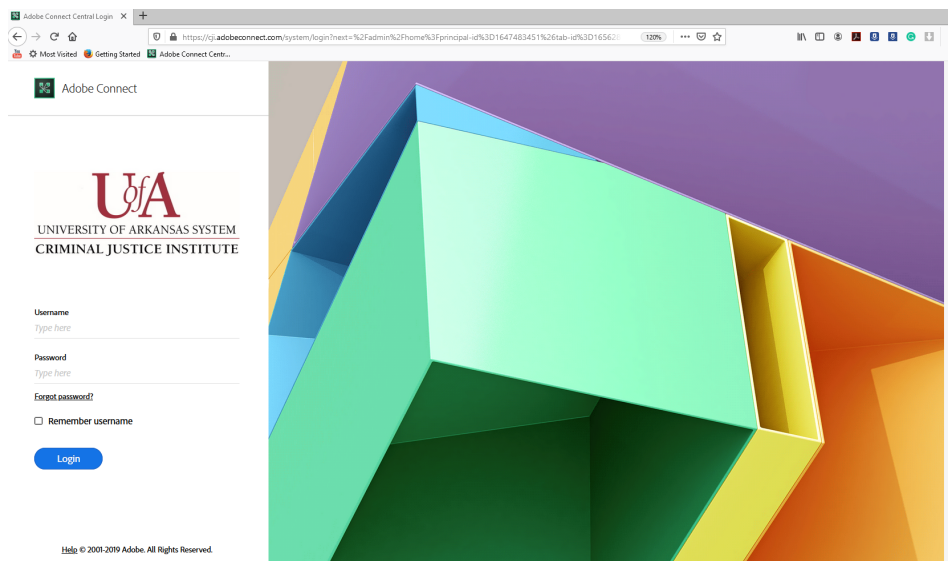 Adobe Connect Central Login
https://cji.adobeconnect.com/system/login?next=%2Fadmin%2Fhome%3Fprincipal-id%3D1647483451%26tab-id%3D16562
120%
Most Visited
Getting Started
Adobe Connect Centr...
Adobe Connect
UofA
UNIVERSITY OF ARKANSAS SYSTEM
CRIMINAL JUSTICE INSTITUTE
Username
Type here
Password
Type here
Forgot password?
Remember username
Login
Help © 2001-2019 Adobe. All Rights Reserved.